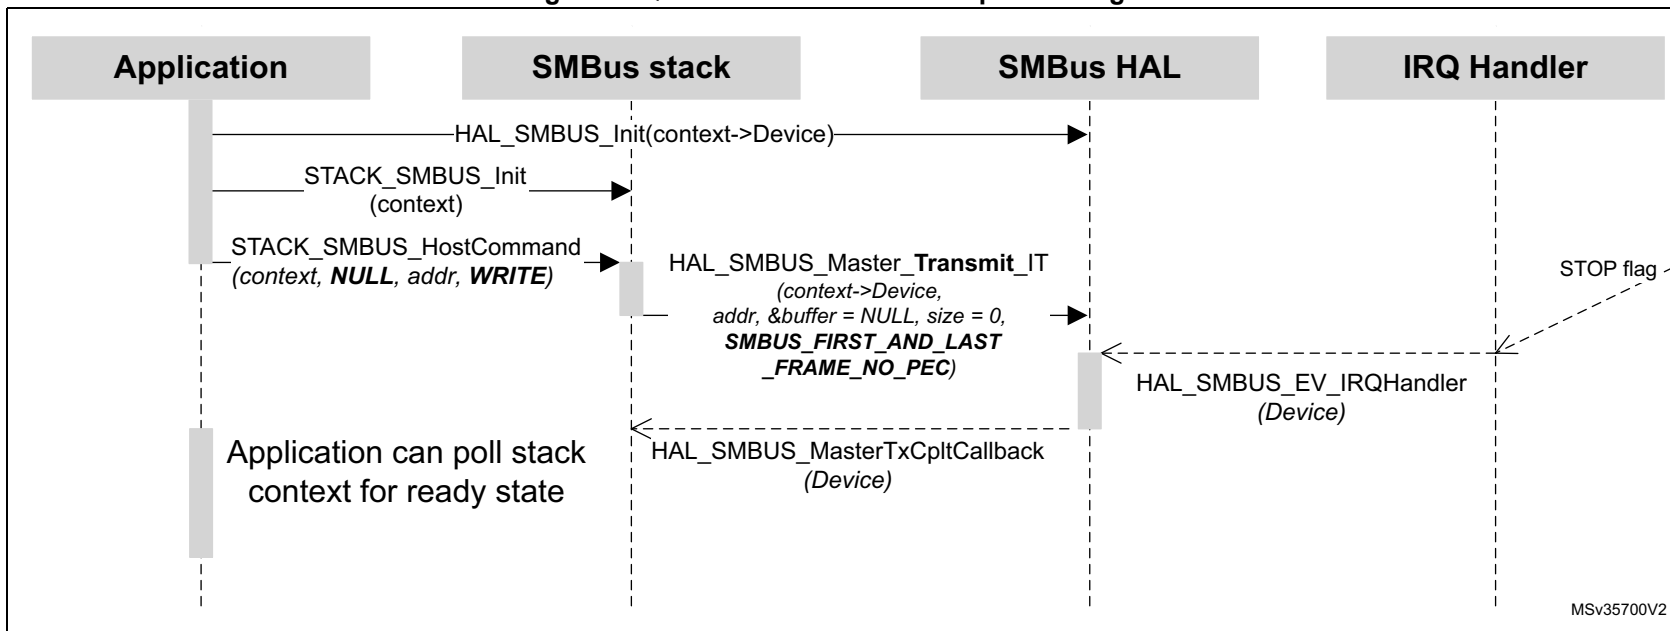 Application
SMBus stack
SMBus HAL
IRQ Handler
HAL_SMBUS_Init(context->Device)
STACK_SMBUS_Init
(context)
STACK_SMBUS_HostCommand
(context, NULL, addr, WRITE)
HAL_SMBUS_Master_Transmit_IT
(context->Device,
addr, &buffer = NULL, size = 0,
SMBUS_FIRST_AND_LAST
_FRAME_NO_PEC)
STOP flag
HAL_SMBUS_EV_IRQHandler
(Device)
HAL_SMBUS_MasterTxCpltCallback
(Device)
Application can poll stack
context for ready state
MSv35700V2